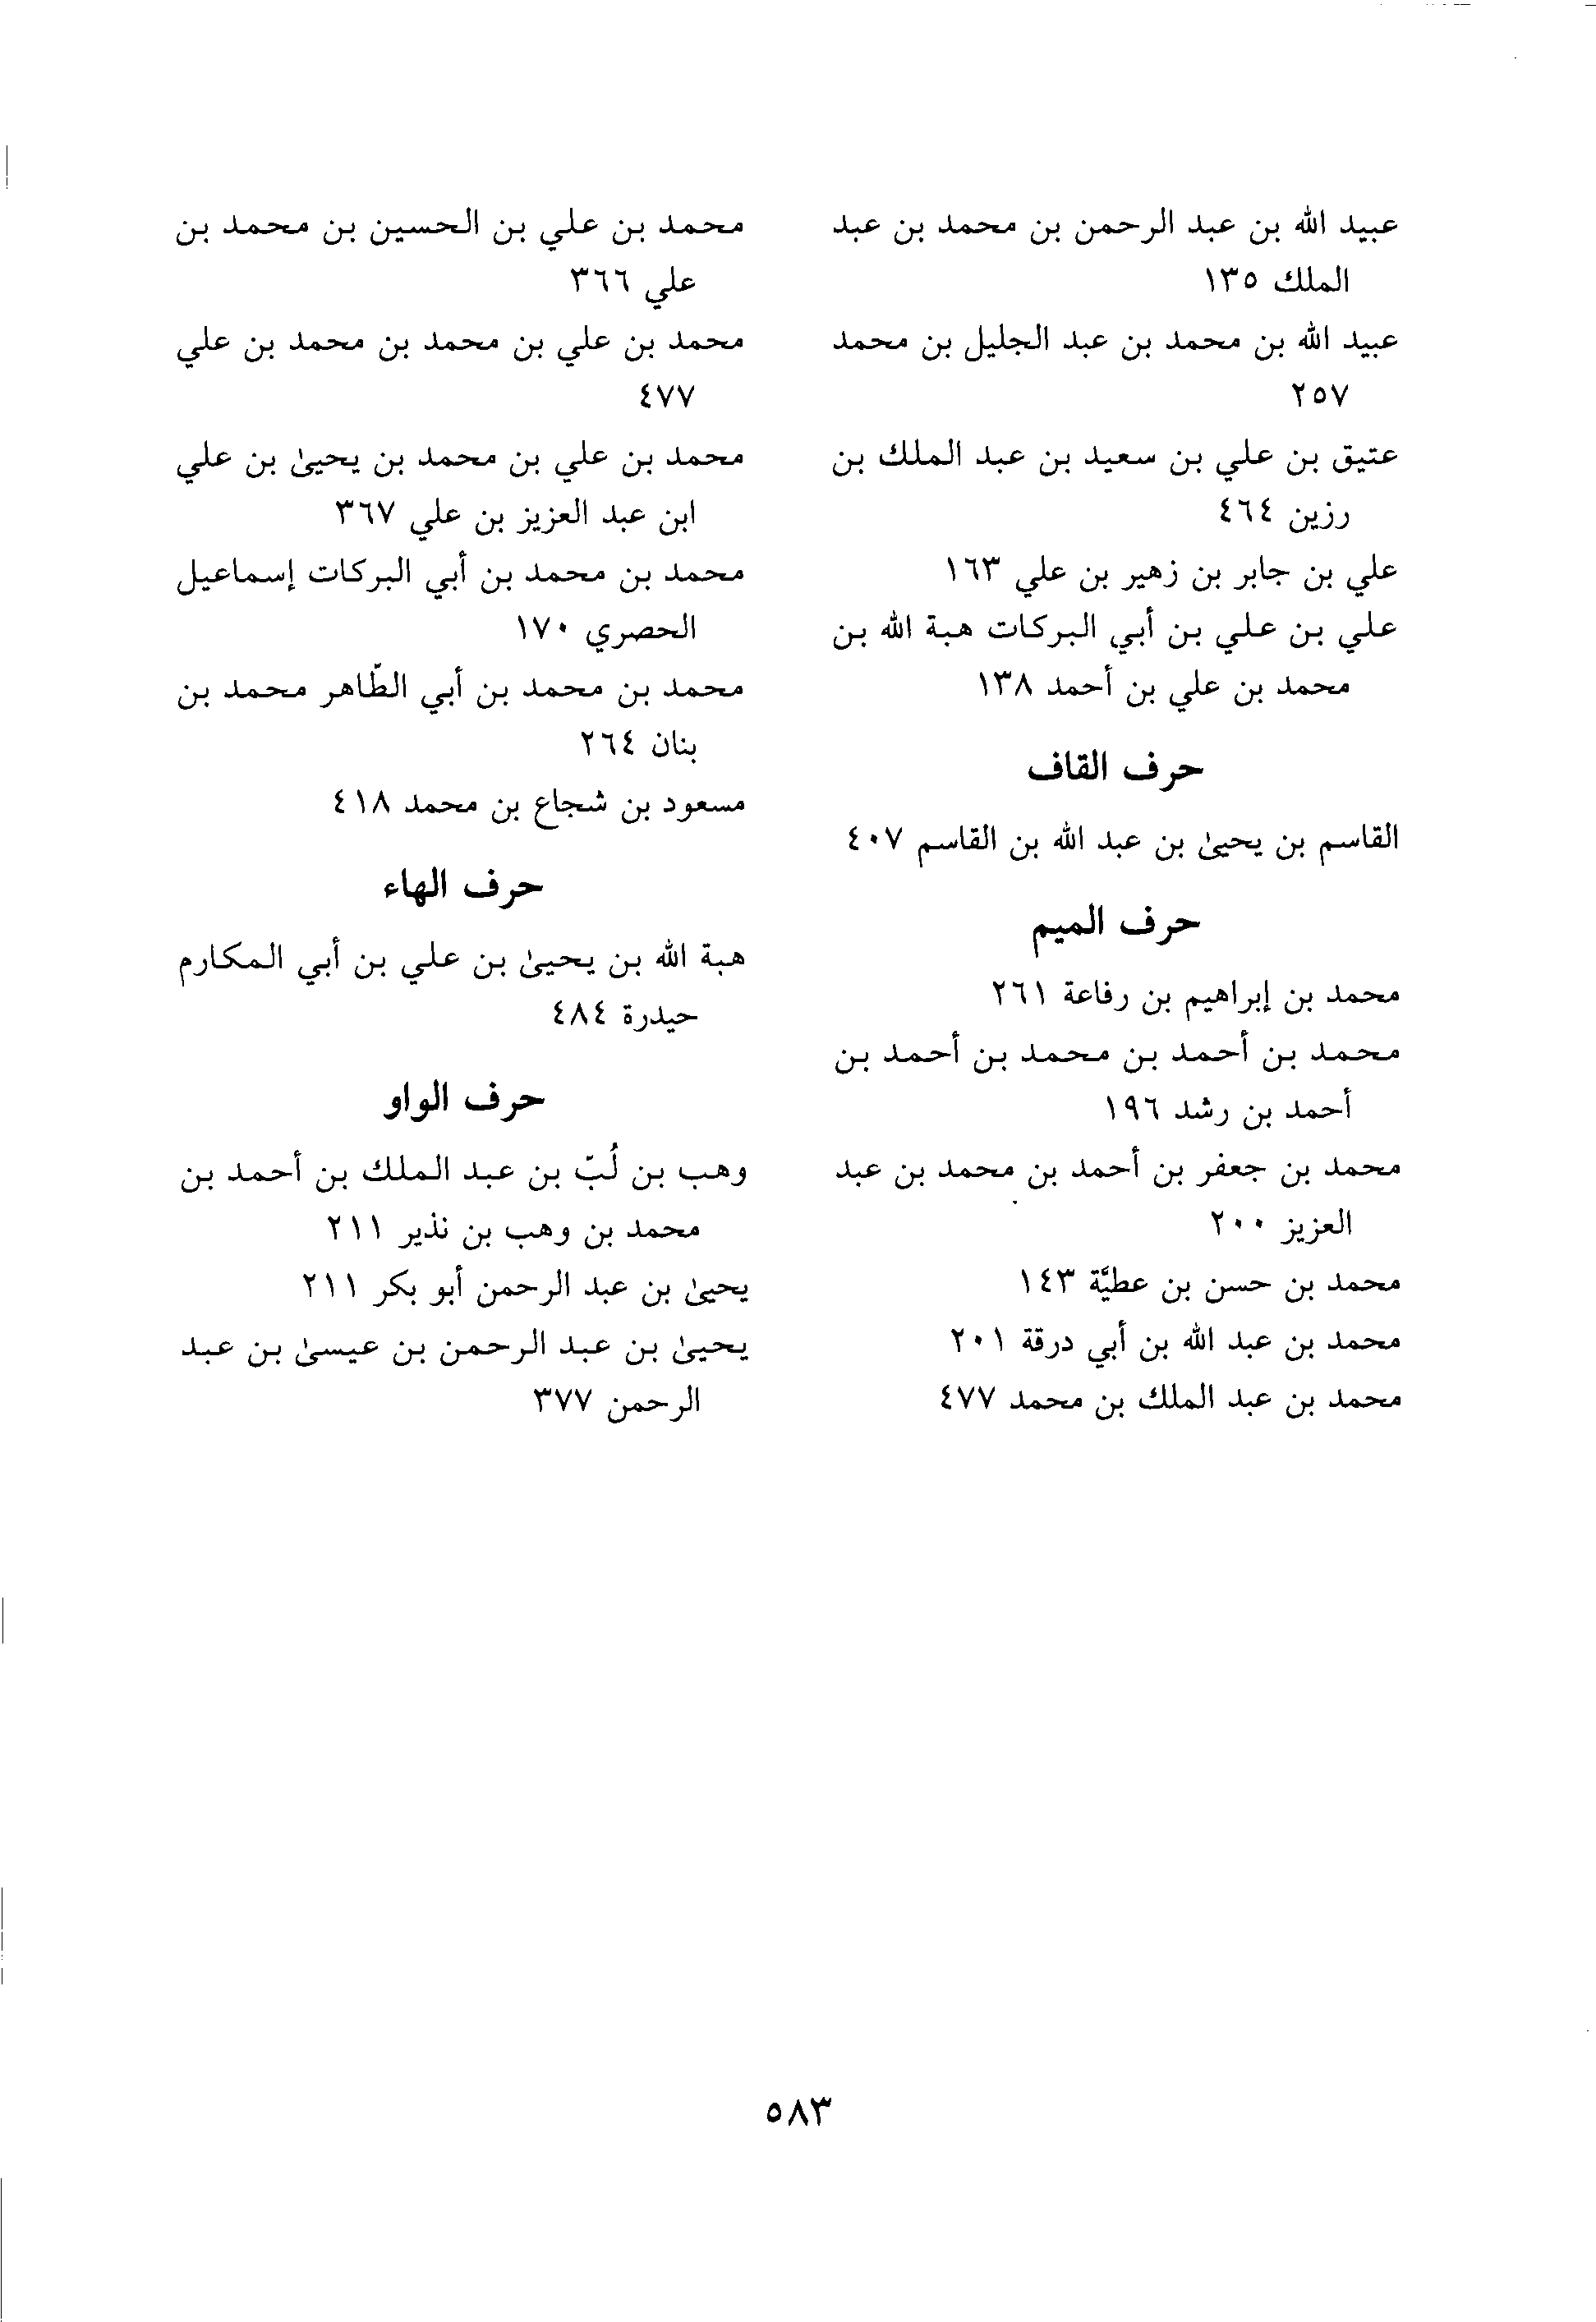 عبيد الله بن عبد الرحمن بن محمد بن عبد
الملك ١٣٥
عبيد الله بن محمد بن عبد الجليل بن محمد
٢٥٧
عتيق بن علي بن سعيد بن عبد الملك بن
رزين ٤٦٤
علي بن جابر بن زهير بن علي ١٦٣
علي بن علي بن أبي البركات هبة الله بن
محمد بن علي بن أحمد ١٣٨
حرف القاف
القاسم بن يحيىٰ بن عبد الله بن القاسم ٤٠٧
حرف الميم
محمد بن إبراهيم بن رفاعة ٢٦١
محمد بن أحمد بن محمد بن أحمد بن
أحمد بن رشد ١٩٦
محمد بن جعفر بن أحمد بن محمد بن عبد
العزيز ٢٠٠
محمد بن حسن بن عطيَّة ١٤٣
محمد بن عبد الله بن أبي درقة ٢٠١
محمد بن عبد الملك بن محمد ٤٧٧
محمد بن علي بن الحسين بن محمد بن
علي ٣٦٦
محمد بن علي بن محمد بن محمد بن علي
٤٧٧
محمد بن علي بن محمد بن يحيىٰ بن علي
ابن عبد العزيز بن علي ٣٦٧
محمد بن محمد بن أبي البركات إسماعيل
الحصري ١٧٠
محمد بن محمد بن أبي الطّاهر محمد بن
بنان ٢٦٤
مسعود بن شجاع بن محمد ٤١٨
حرف الهاء
هبة الله بن يحيىٰ بن علي بن أبي المكارم
حيدرة ٤٨٤
حرف الواو
وهب بن لُبّ بن عبد الملك بن أحمد بن
محمد بن وهب بن نذير ٢١١
يحيىٰ بن عبد الرحمن أبو بكر ٢١١
يحيىٰ بن عبد الرحمن بن عيسىٰ بن عبد
الرحمن ٣٧٧
٥٨٣